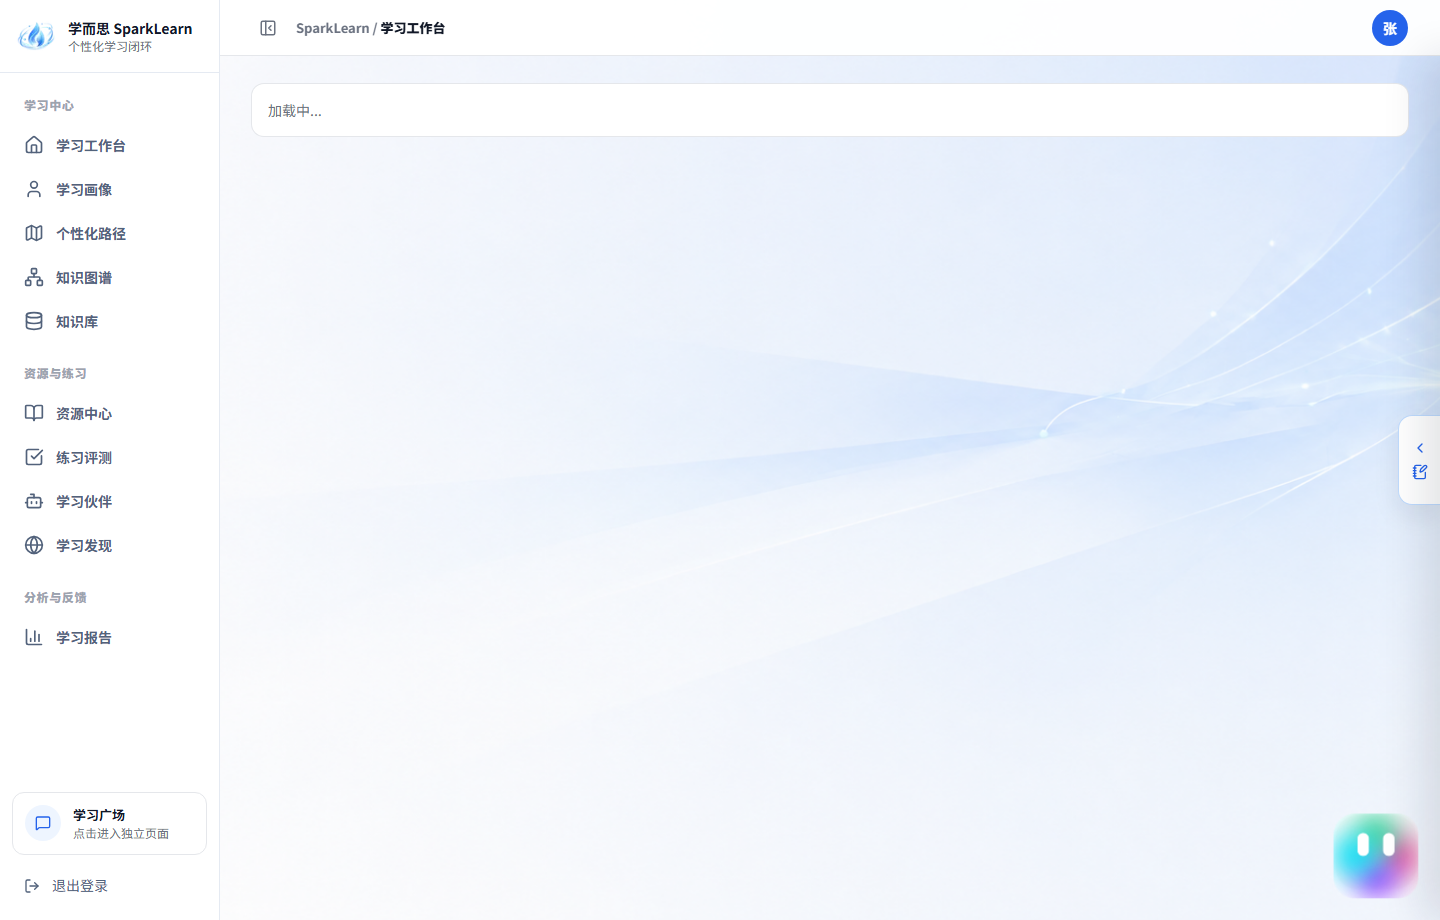 学而思 SparkLearn
个性化学习闭环
学习中心
学习工作台
学习画像
个性化路径
知识图谱
知识库
资源与练习
资源中心
练习评测
学习伙伴
学习发现
分析与反馈
学习报告
学习广场
点击进入独立页面
退出登录
SparkLearn / 学习工作台
张
加载中...